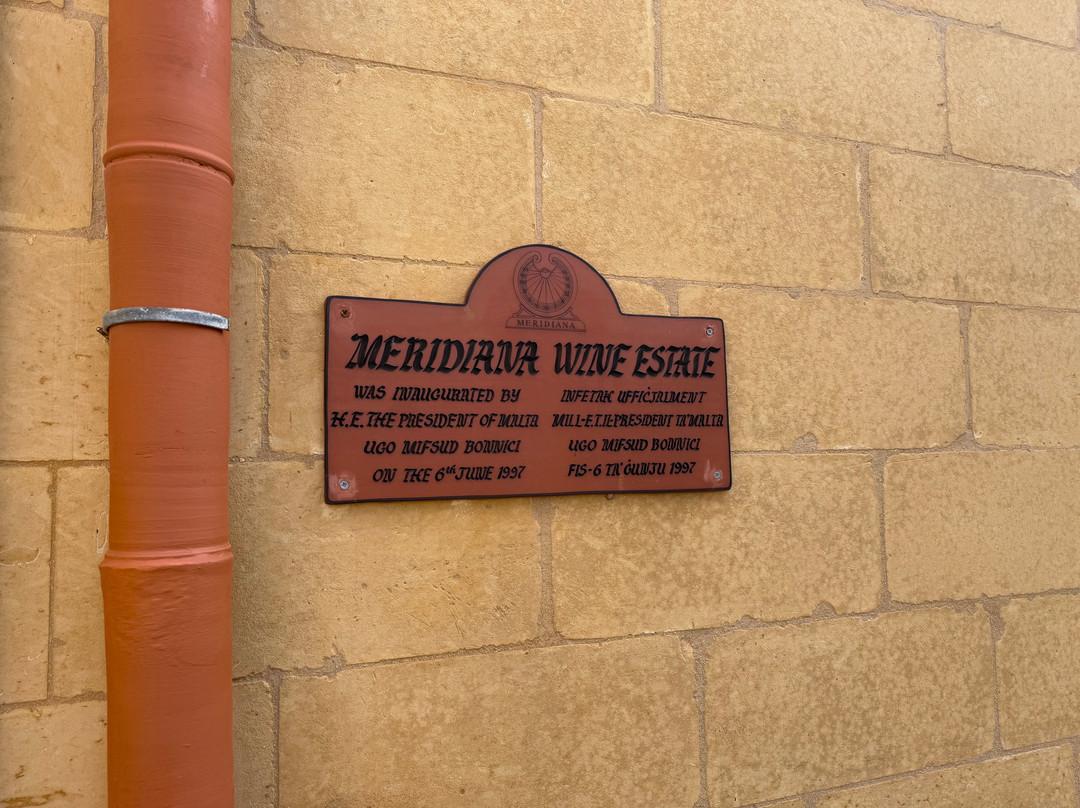 MERIDIANA
MERIDIANA WINE ESTATE
WAS INAUGURATED BY
H.E. THE PRESIDENT OF MALTA
UGO MIFSUD BONNICI
ON THE 6th JUNE 1997
INFETAĦ UFFIĊJALMENT
MILL-E.T. IL-PRESIDENT TA' MALTA
UGO MIFSUD BONNICI
FIS-6 TA' ĠUNJU 1997